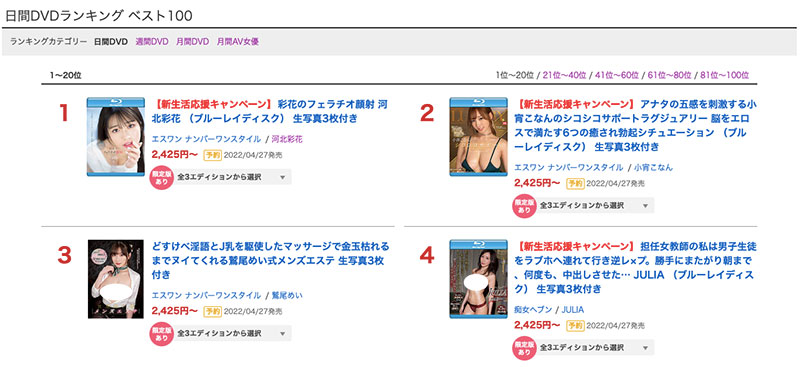 日間DVDランキング ベスト100
ランキングカテゴリー 日間DVD 週間DVD 月間DVD 月間AV女優
1〜20位
1位〜20位 / 21位〜40位 / 41位〜60位 / 61位〜80位 / 81位〜100位
1
【新生活応援キャンペーン】彩花のフェラチオ顔射 河
北彩花 （ブルーレイディスク） 生写真3枚付き
エスワン ナンバーワンスタイル / 河北彩花
2,425円〜 予約 2022/04/27発売
限定版
あり
全3エディションから選択
2
【新生活応援キャンペーン】アナタの五感を刺激する小
宵こなんのシコシコサポートラグジュアリー 脳をエロ
スで満たす6つの癒され勃起シチュエーション （ブル
ーレイディスク） 生写真3枚付き
エスワン ナンバーワンスタイル / 小宵こなん
2,425円〜 予約 2022/04/27発売
限定版
あり
全3エディションから選択
3
どすけべ淫語とJ乳を駆使したマッサージで金玉枯れる
までヌイてくれる鷲尾めい式メンズエステ 生写真3枚
付き
エスワン ナンバーワンスタイル / 鷲尾めい
2,425円〜 予約 2022/04/27発売
限定版
あり
全3エディションから選択
メンズエステ
4
【新生活応援キャンペーン】担任女教師の私は男子生徒
をラブホへ連れて行き逆レ×プ。勝手にまたがり朝まで
、何度も、中出しさせた… JULIA （ブルーレイディス
ク） 生写真3枚付き
痴女ヘブン / JULIA
2,425円〜 予約 2022/04/27発売
限定版
あり
全3エディションから選択